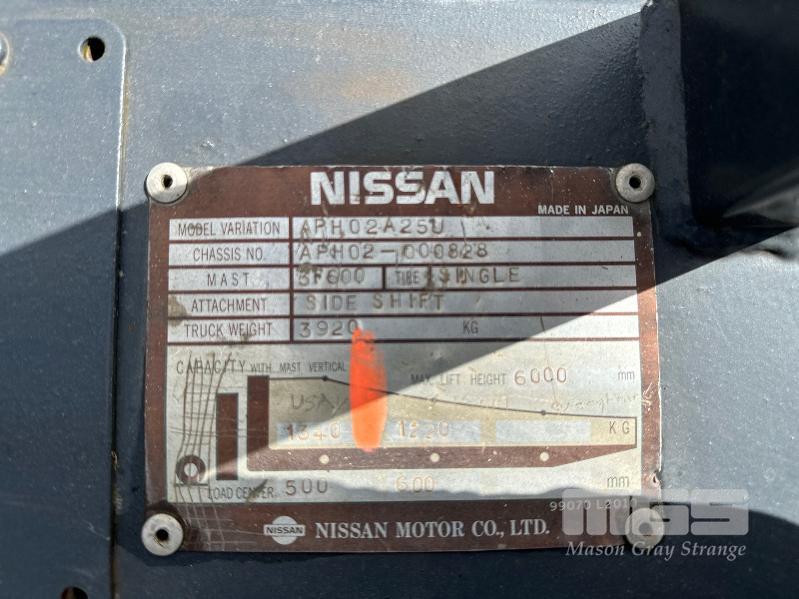 NISSAN
MADE IN JAPAN
MODEL VARIATION APH02A25U
CHASSIS NO. APH02-000828
MAST 3F600 TIRE SINGLE
ATTACHMENT SIDE SHIFT
TRUCK WEIGHT 3920 KG
CAPACITY WITH MAST VERTICAL
MAX. LIFT HEIGHT 6000 mm
1340 1220 KG
LOAD CENTER 500 600 mm
99070 L201
NISSAN NISSAN MOTOR CO., LTD.
MGS
Mason Gray Strange